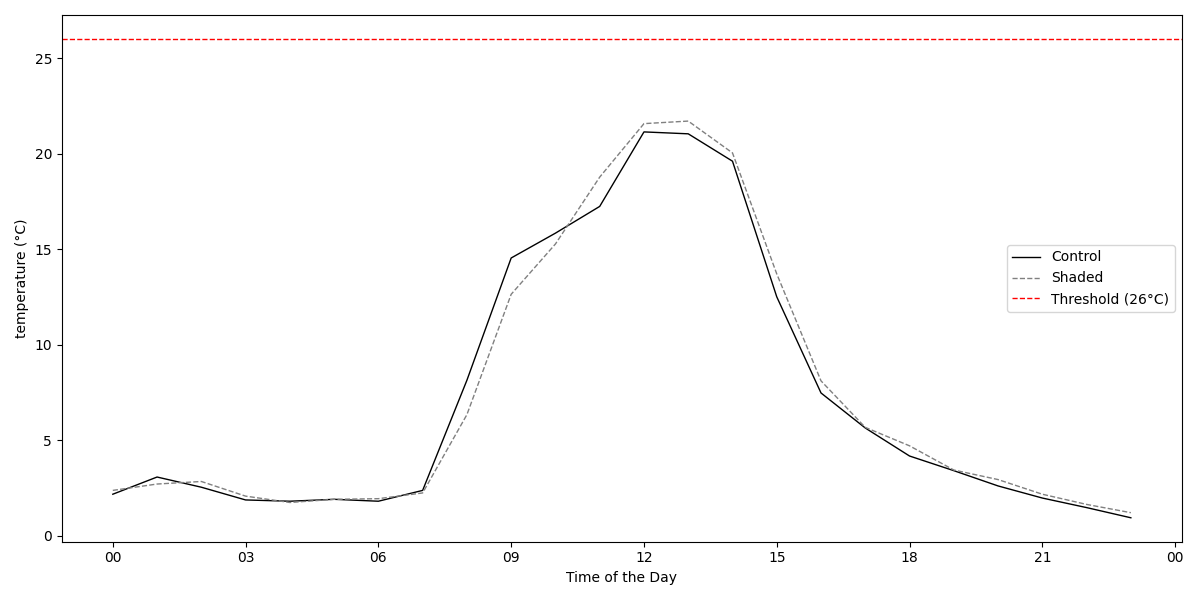 25
20
15
10
5
0
temperature (°C)
Control
Shaded
Threshold (26°C)
00 03 06 09 12 15 18 21 00
Time of the Day